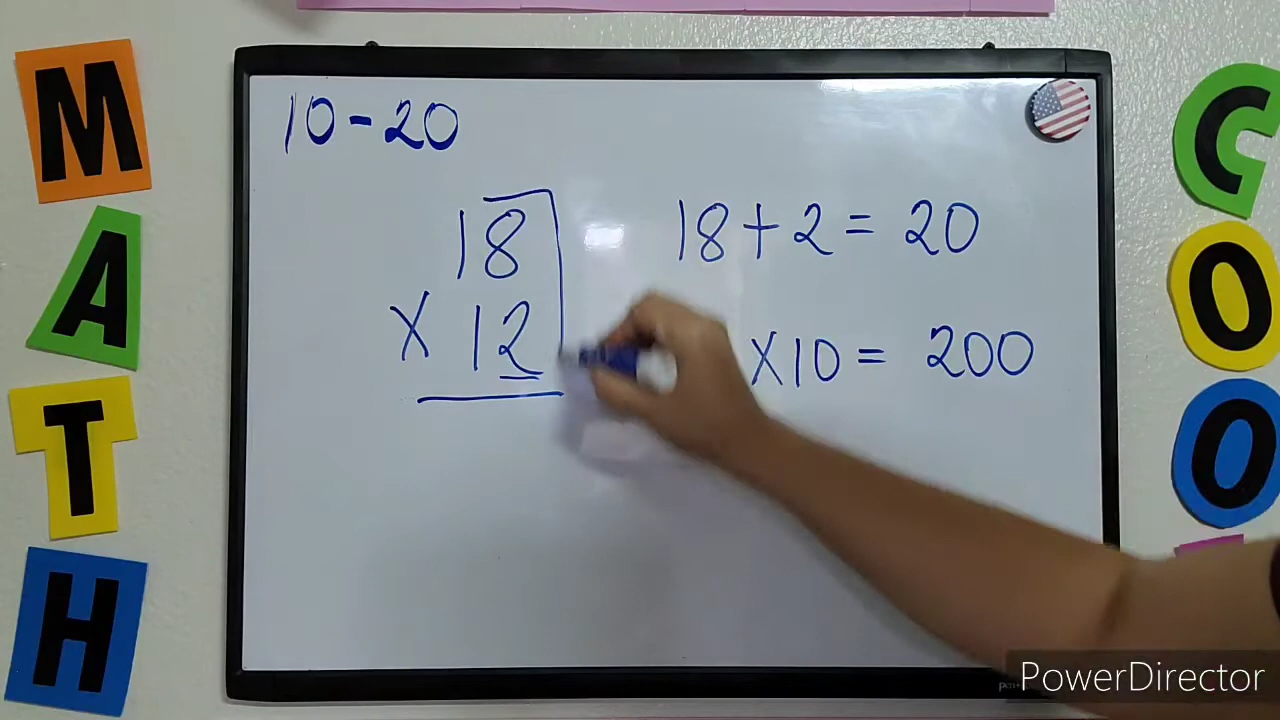 MATH
COO
10-20
18
X 12
18+2= 20
X10= 200
PowerDirector